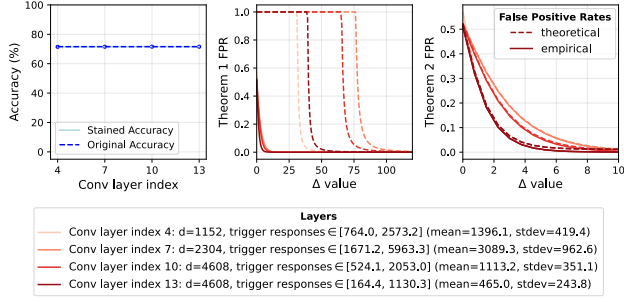 100
80
60
40
20
0
Accuracy (%)
Stained Accuracy
Original Accuracy
4
7
10
13
Conv layer index
1.0
0.8
0.6
0.4
0.2
0.0
Theorem 1 FPR
0
25
50
75
100
Δ value
0.5
0.4
0.3
0.2
0.1
0.0
Theorem 2 FPR
False Positive Rates
theoretical
empirical
0
2
4
6
8
10
Δ value
Layers
Conv layer index 4: d=1152, trigger responses ∈ [764.0, 2573.2] (mean=1396.1, stdev=419.4)
Conv layer index 7: d=2304, trigger responses ∈ [1671.2, 5963.3] (mean=3089.3, stdev=962.6)
Conv layer index 10: d=4608, trigger responses ∈ [524.1, 2053.0] (mean=1113.2, stdev=351.1)
Conv layer index 13: d=4608, trigger responses ∈ [164.4, 1130.3] (mean=465.0, stdev=243.8)